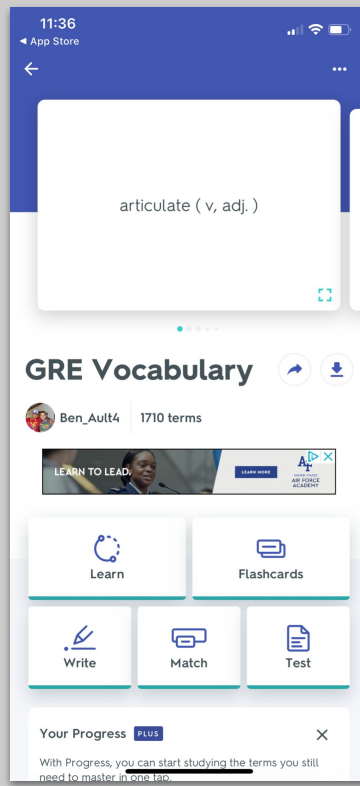 11:36
App Store
articulate ( v, adj. )
GRE Vocabulary
Ben_Ault4
1710 terms
LEARN TO LEAD.
LEARN MORE
UNITED STATES
AIR FORCE
ACADEMY
Learn
Flashcards
Write
Match
Test
Your Progress PLUS
With Progress, you can start studying the terms you still
need to master in one tap.